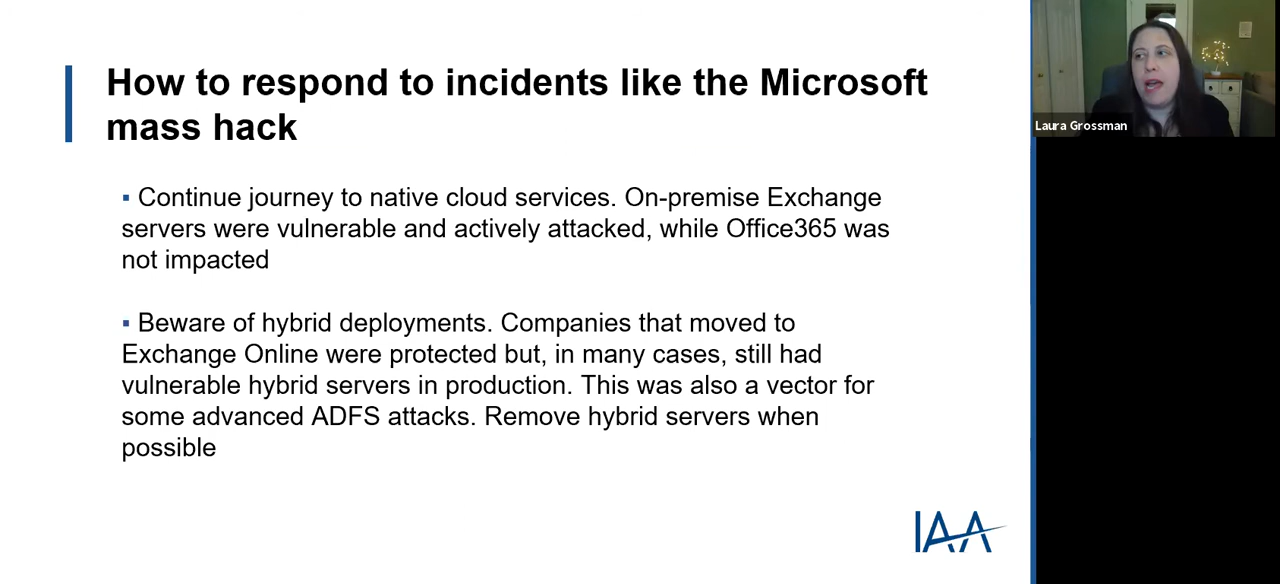 How to respond to incidents like the Microsoft
mass hack
▪ Continue journey to native cloud services. On-premise Exchange
servers were vulnerable and actively attacked, while Office365 was
not impacted
▪ Beware of hybrid deployments. Companies that moved to
Exchange Online were protected but, in many cases, still had
vulnerable hybrid servers in production. This was also a vector for
some advanced ADFS attacks. Remove hybrid servers when
possible
IAA
Laura Grossman